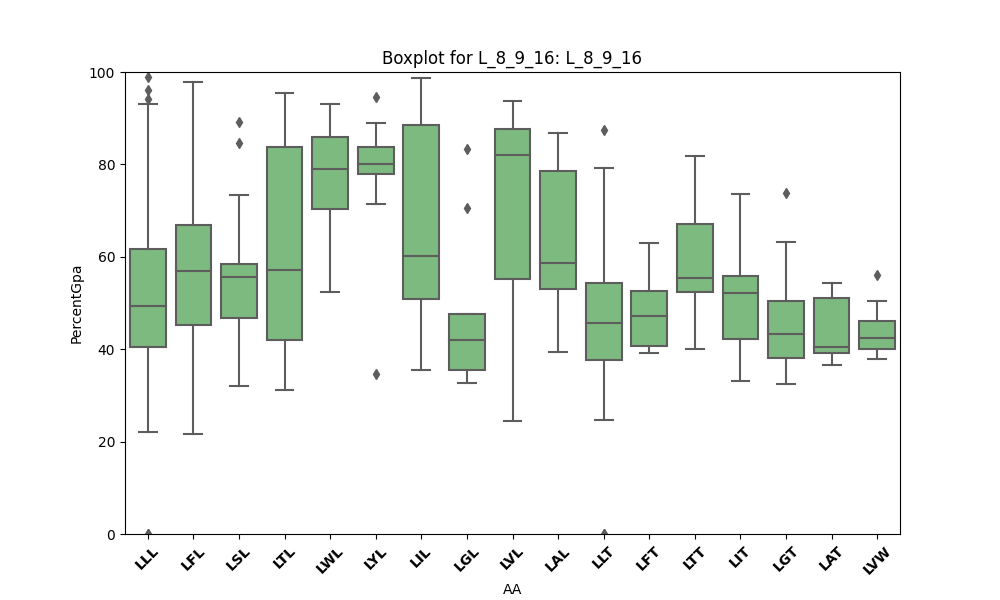 Boxplot for L_8_9_16: L_8_9_16
PercentGpa
100
80
60
40
20
0
LLL LFL LSL LTL LWL LYL LIL LGL LVL LAL LLT LFT LTT LIT LGT LAT LVW
AA